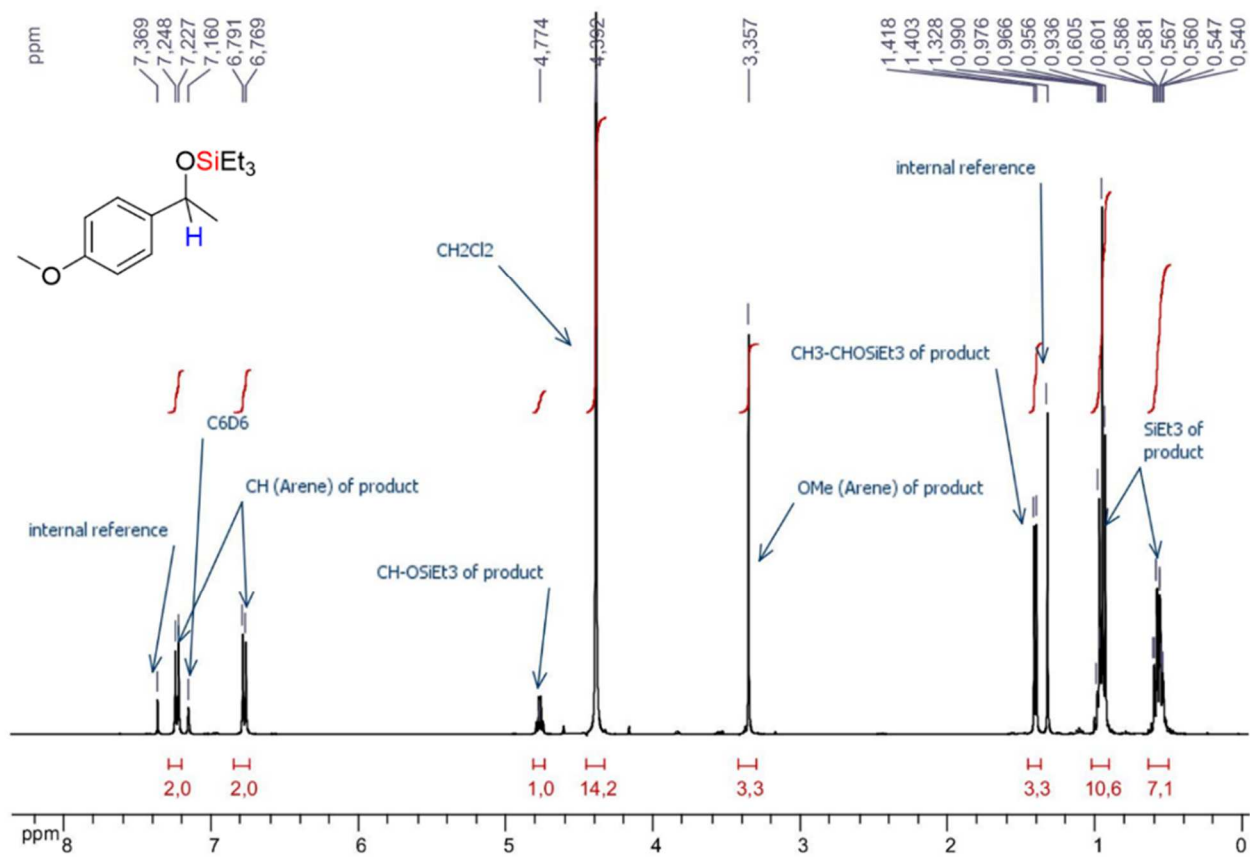 ppm
7,369
7,248
7,227
7,160
6,791
6,769
4,774
4,392
3,357
1,418
1,403
1,328
0,990
0,976
0,966
0,956
0,936
0,605
0,601
0,586
0,581
0,567
0,560
0,547
0,540
OSiEt3
H
O
internal reference
CH2Cl2
CH3-CHOSiEt3 of product
C6D6
SiEt3 of
product
CH (Arene) of product
OMe (Arene) of product
internal reference
CH-OSiEt3 of product
2,0 2,0 1,0 14,2 3,3 3,3 10,6 7,1
ppm 8 7 6 5 4 3 2 1 0